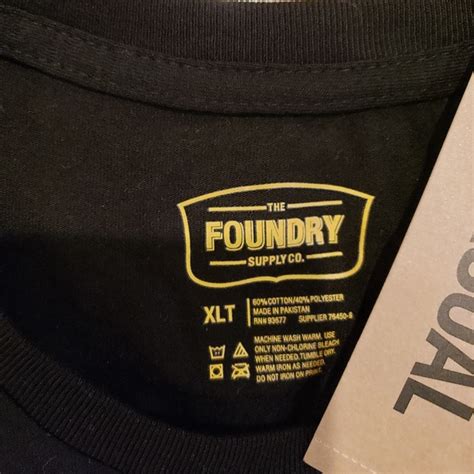 THE
FOUNDRY
SUPPLY CO.
XLT
60% COTTON/40% POLYESTER
MADE IN PAKISTAN
RN# 93677 SUPPLIER 76450-8
MACHINE WASH WARM. USE
ONLY NON-CHLORINE BLEACH
WHEN NEEDED. TUMBLE DRY.
WARM IRON AS NEEDED.
DO NOT IRON ON PRINT.